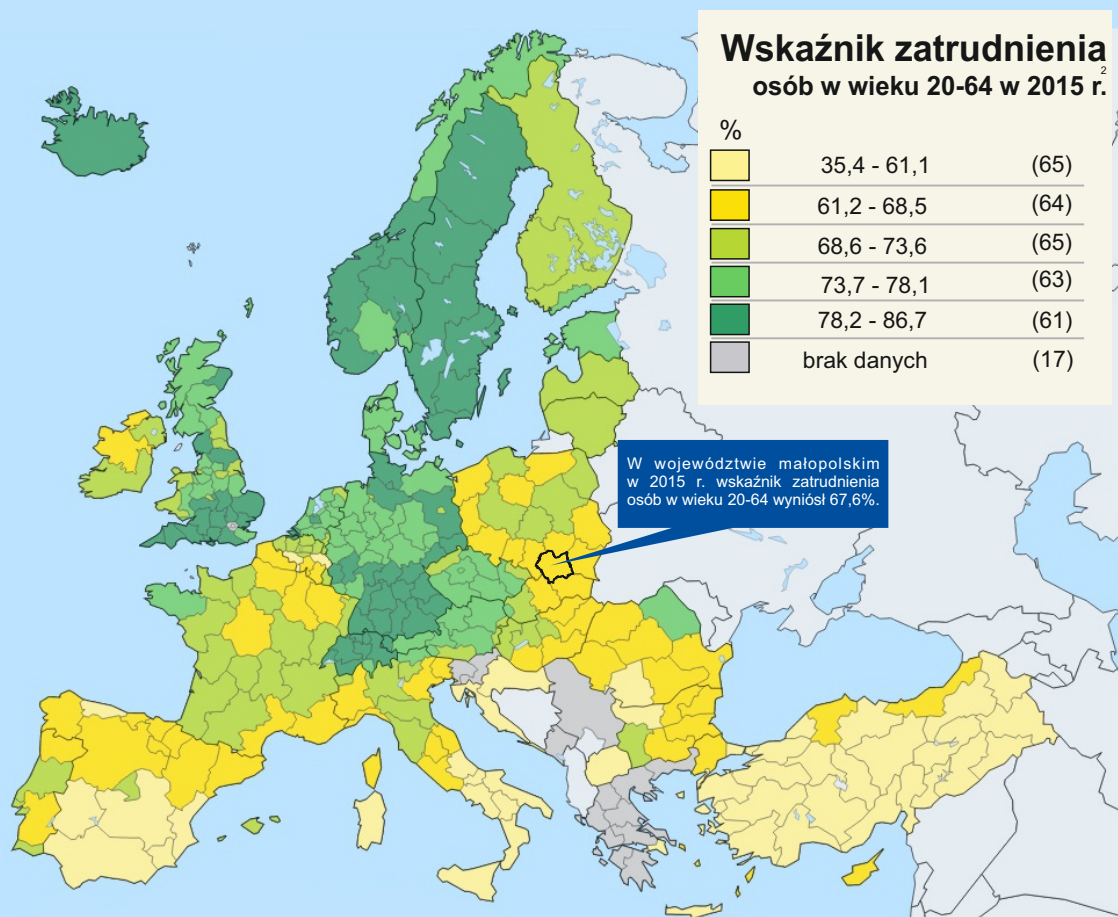 Wskaźnik zatrudnienia
osób w wieku 20-64 w 2015 r.²
%
35,4 - 61,1 (65)
61,2 - 68,5 (64)
68,6 - 73,6 (65)
73,7 - 78,1 (63)
78,2 - 86,7 (61)
brak danych (17)
W województwie małopolskim
w 2015 r. wskaźnik zatrudnienia
osób w wieku 20-64 wyniósł 67,6%.